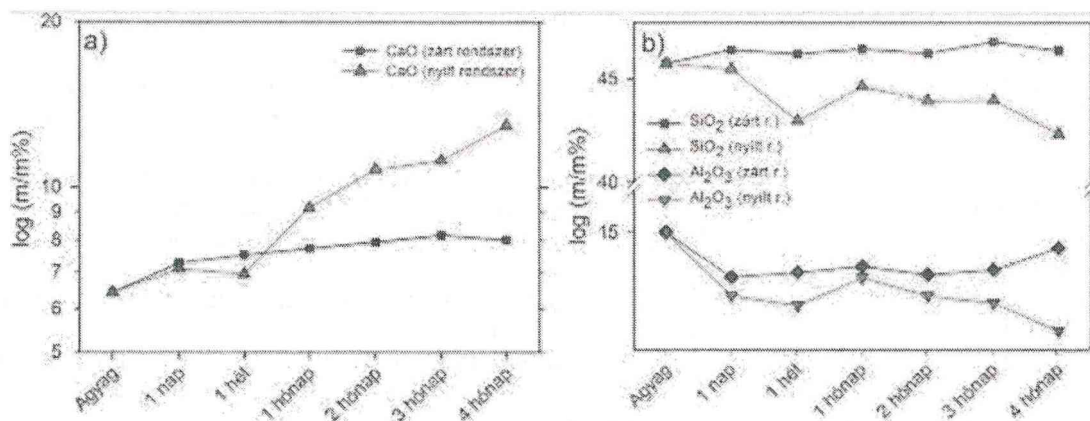 a)
20
10
9
8
7
6
5
log (m/m%)
CaO (zárt rendszer)
CaO (nyílt rendszer)
Agyag
1 nap
1 hét
1 hónap
2 hónap
3 hónap
4 hónap
b)
45
40
15
log (m/m%)
SiO₂ (zárt r.)
SiO₂ (nyílt r.)
Al₂O₃ (zárt r.)
Al₂O₃ (nyílt r.)
Agyag
1 nap
1 hét
1 hónap
2 hónap
3 hónap
4 hónap